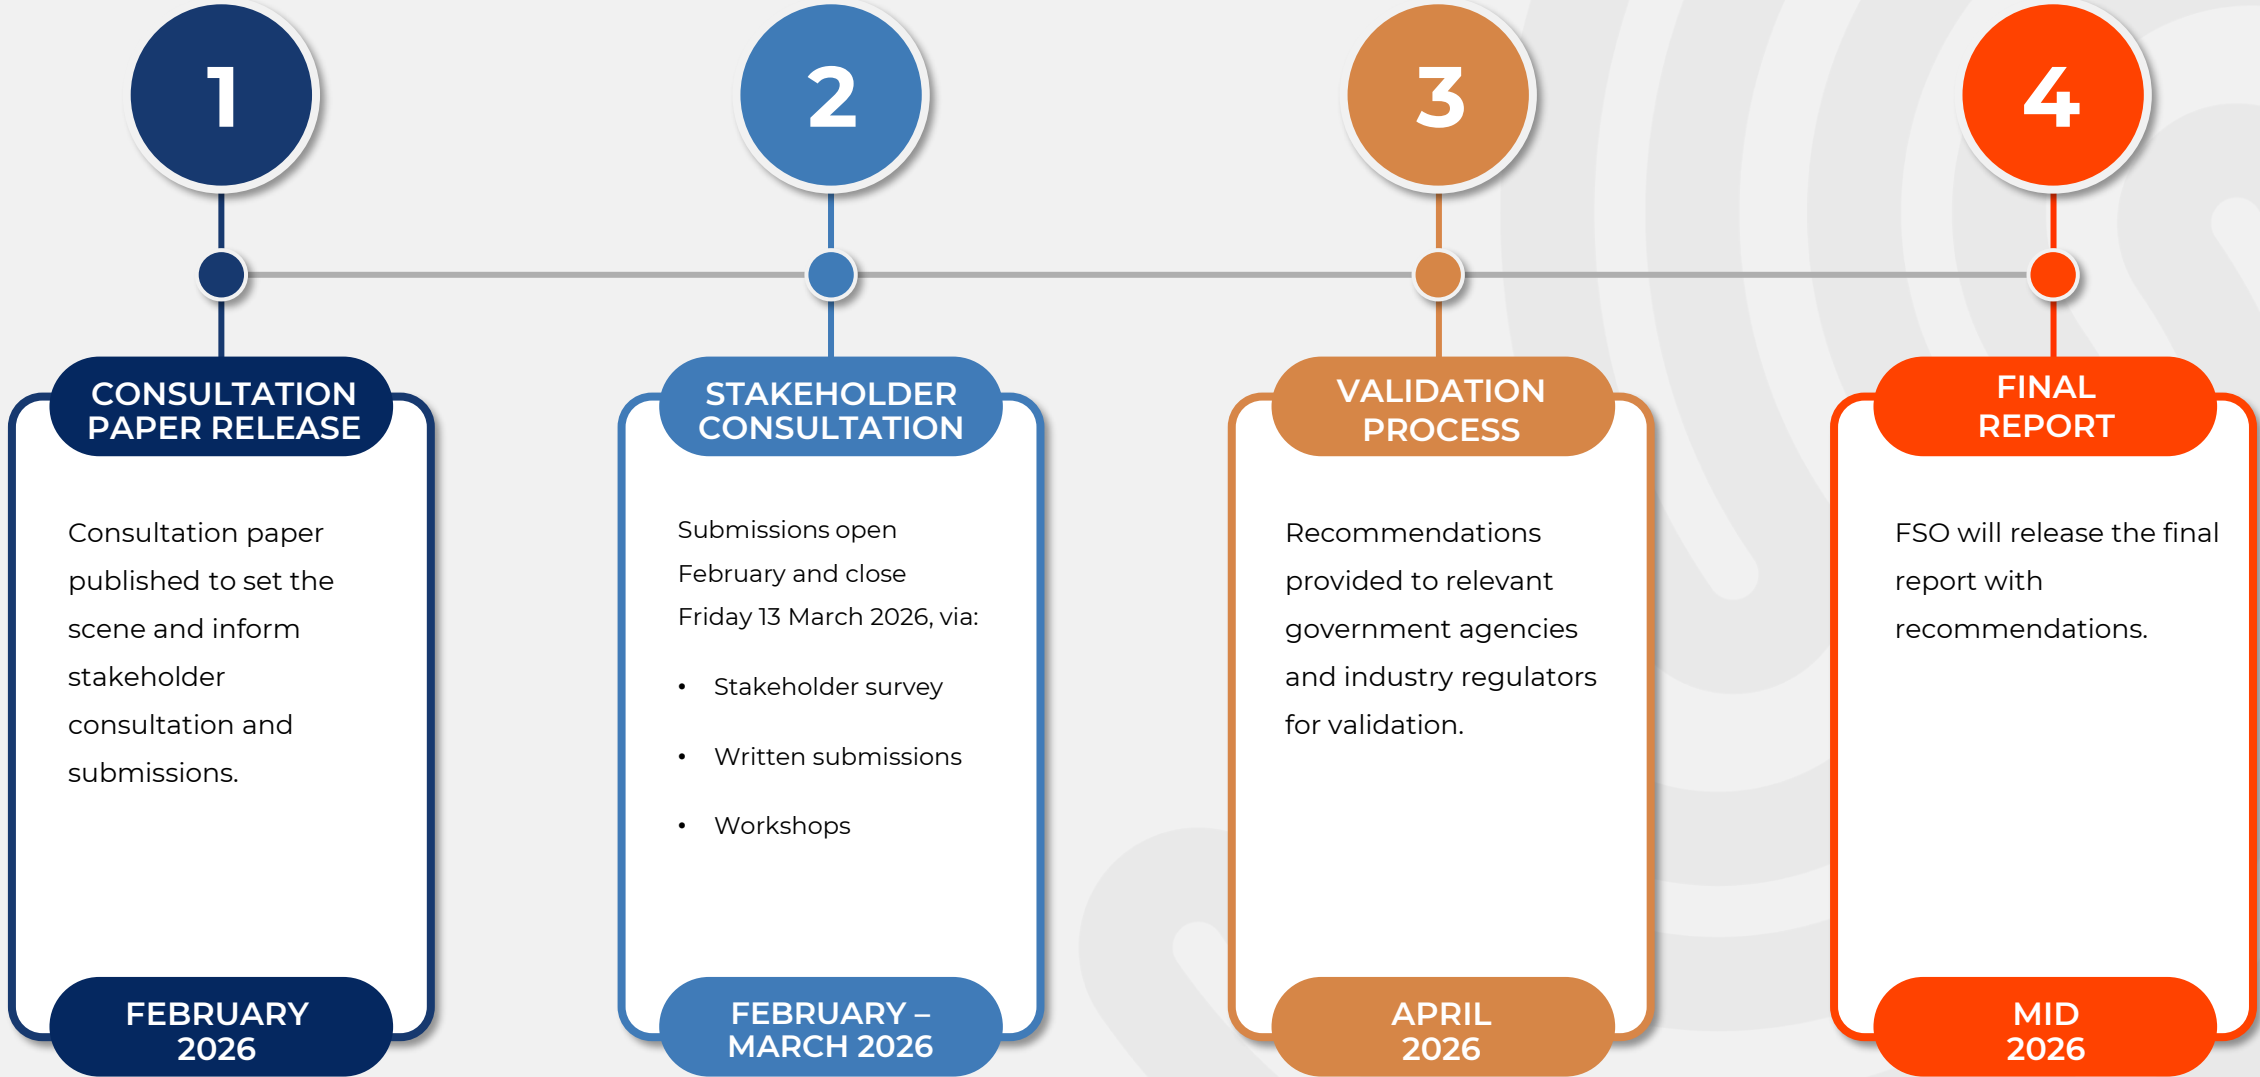 1
CONSULTATION
PAPER RELEASE
Consultation paper
published to set the
scene and inform
stakeholder
consultation and
submissions.
FEBRUARY
2026
2
STAKEHOLDER
CONSULTATION
Submissions open
February and close
Friday 13 March 2026, via:
• Stakeholder survey
• Written submissions
• Workshops
FEBRUARY –
MARCH 2026
3
VALIDATION
PROCESS
Recommendations
provided to relevant
government agencies
and industry regulators
for validation.
APRIL
2026
4
FINAL
REPORT
FSO will release the final
report with
recommendations.
MID
2026